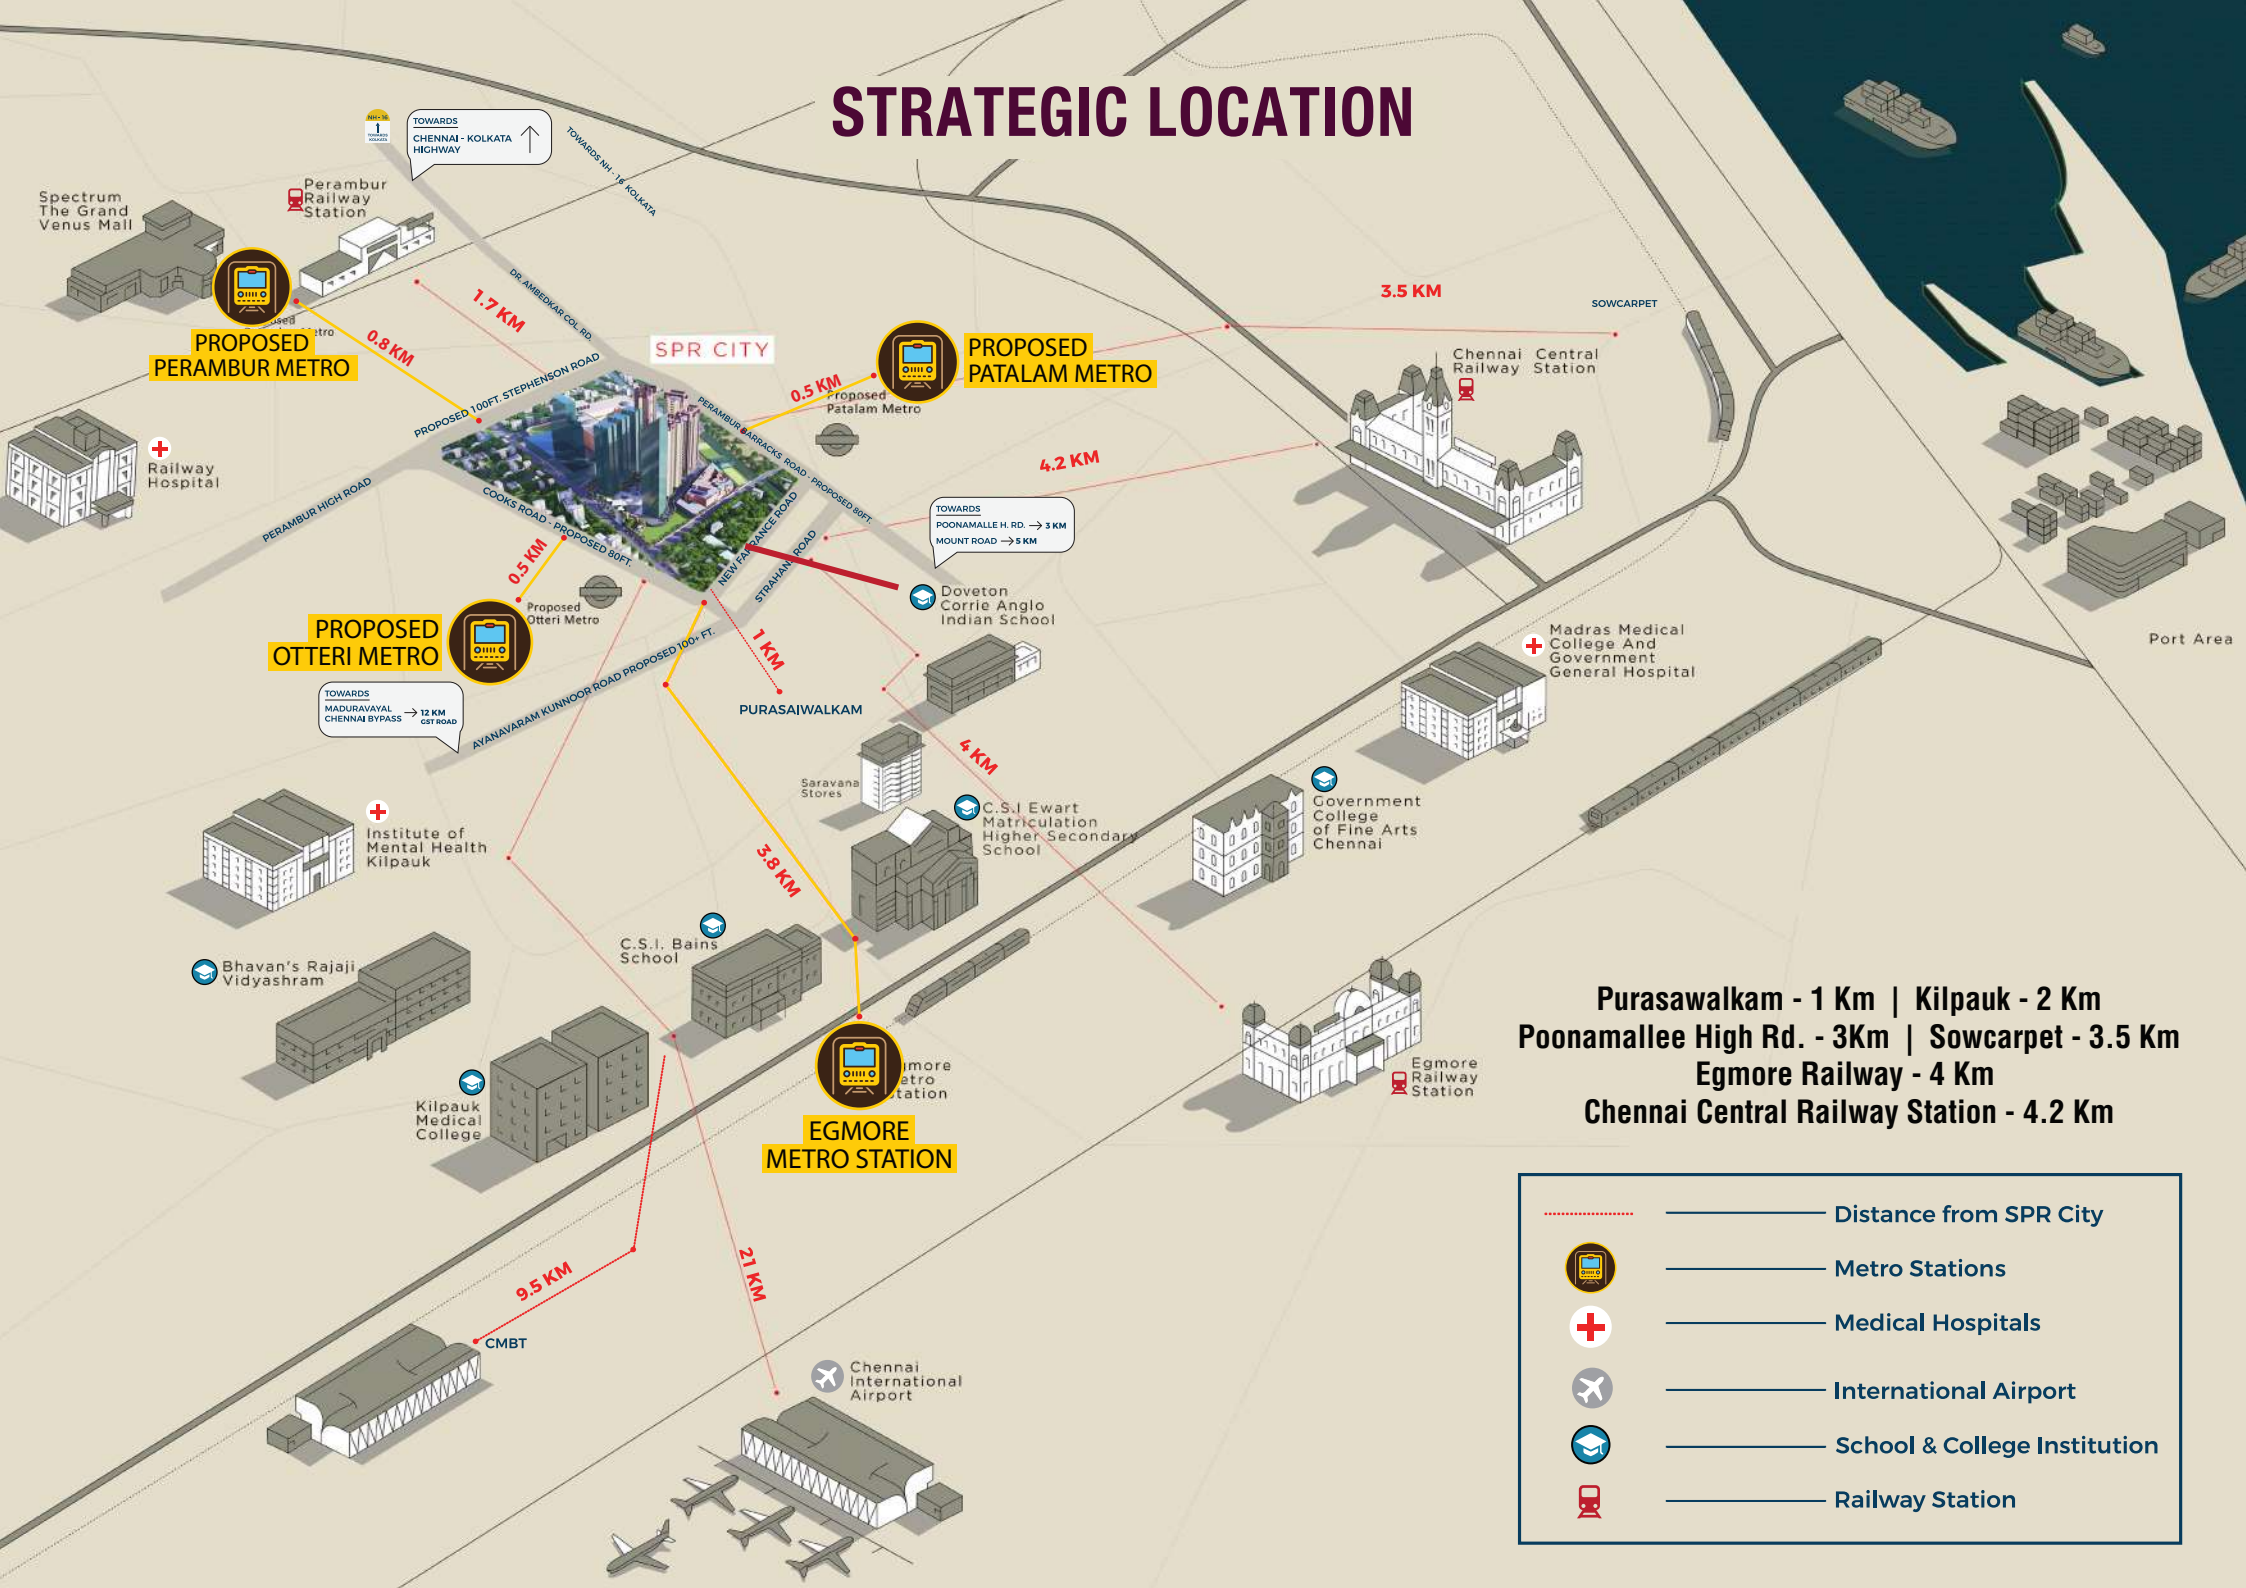 STRATEGIC LOCATION
NH - 16
TOWARDS
KOLKATA
TOWARDS
CHENNAI - KOLKATA
HIGHWAY
TOWARDS NH - 16 KOLKATA
Spectrum
The Grand
Venus Mall
Perambur
Railway
Station
PROPOSED
PERAMBUR METRO
0.8 KM
1.7 KM
DR. AMBEDKAR COL. RD.
SPR CITY
PROPOSED 100FT. STEPHENSON ROAD
PERAMBUR BARRACKS ROAD - PROPOSED 80FT.
0.5 KM
PROPOSED
PATALAM METRO
Proposed
Patalam Metro
3.5 KM
SOWCARPET
Chennai Central
Railway Station
4.2 KM
Railway
Hospital
PERAMBUR HIGH ROAD
COOKS ROAD - PROPOSED 80FT.
NEW FARRANCE ROAD
STRAHANS ROAD
TOWARDS
POONAMALLE H. RD. → 3 KM
MOUNT ROAD → 5 KM
0.5 KM
Proposed
Otteri Metro
PROPOSED
OTTERI METRO
TOWARDS
MADURAVAYAL
CHENNAI BYPASS → 12 KM
GST ROAD
AYANAVARAM KUNNOOR ROAD PROPOSED 100+ FT.
1 KM
PURASAIWALKAM
Doveton
Corrie Anglo
Indian School
Madras Medical
College And
Government
General Hospital
Port Area
4 KM
Saravana
Stores
C.S.I Ewart
Matriculation
Higher Secondary
School
Government
College
of Fine Arts
Chennai
Institute of
Mental Health
Kilpauk
3.8 KM
C.S.I. Bains
School
Bhavan's Rajaji
Vidyashram
Kilpauk
Medical
College
EGMORE
METRO STATION
Egmore
Railway
Station
Purasawalkam - 1 Km | Kilpauk - 2 Km
Poonamallee High Rd. - 3Km | Sowcarpet - 3.5 Km
Egmore Railway - 4 Km
Chennai Central Railway Station - 4.2 Km
9.5 KM
21 KM
CMBT
Chennai
International
Airport
Distance from SPR City
Metro Stations
Medical Hospitals
International Airport
School & College Institution
Railway Station